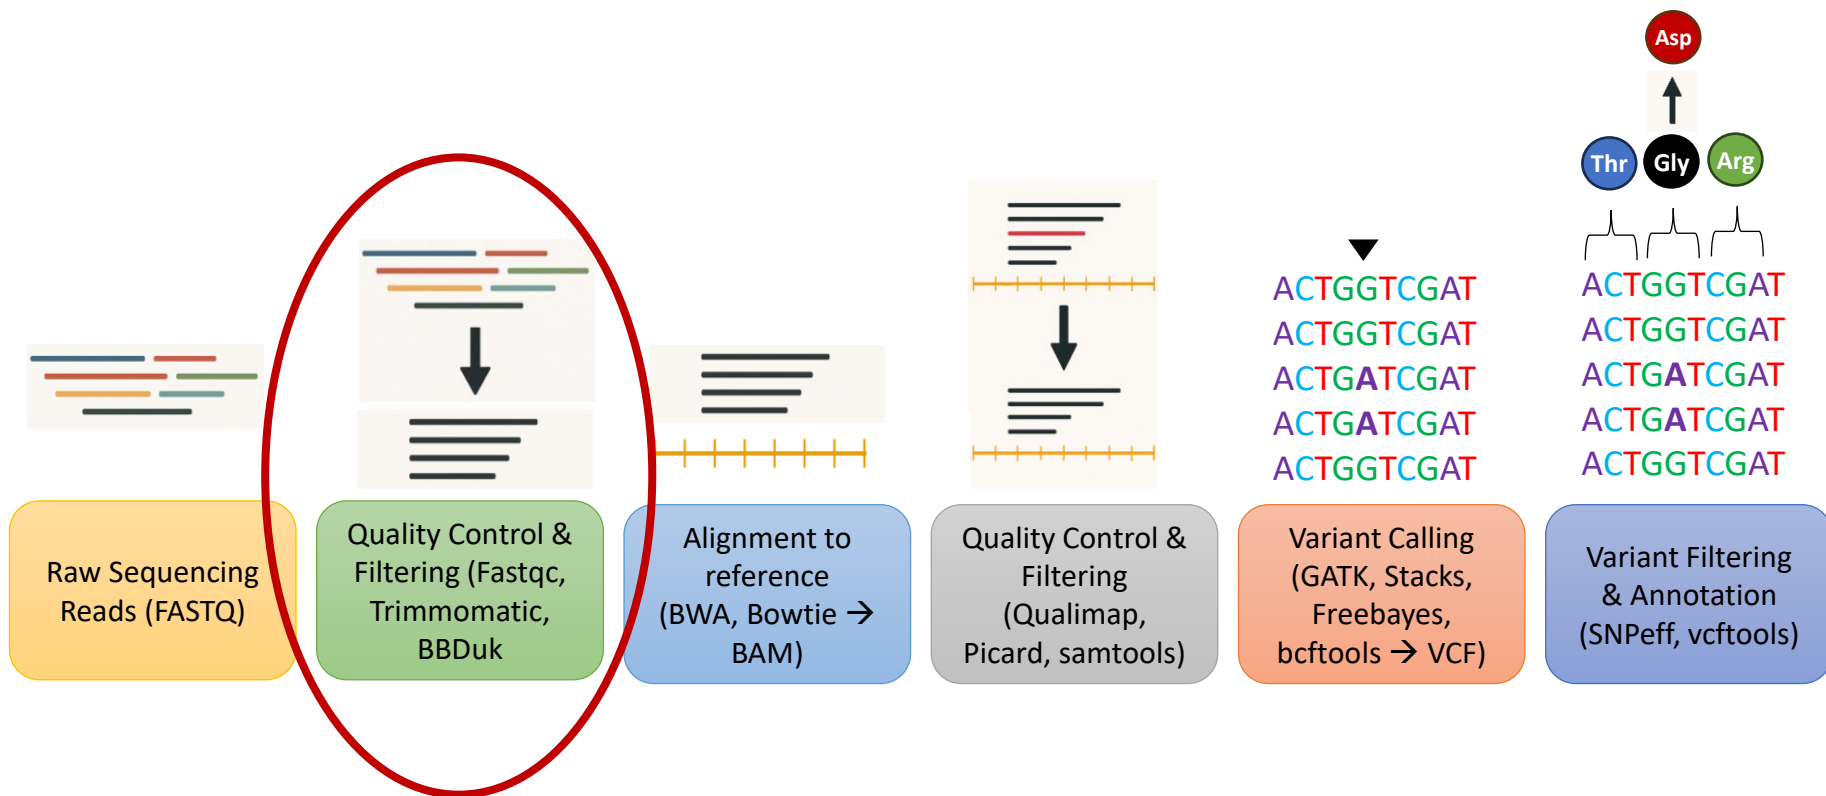 Asp
Thr Gly Arg
ACTGGTCGAT
ACTGGTCGAT
ACTGATCGAT
ACTGATCGAT
ACTGGTCGAT
ACTGGTCGAT
ACTGGTCGAT
ACTGATCGAT
ACTGATCGAT
ACTGGTCGAT
Raw Sequencing
Reads (FASTQ)
Quality Control &
Filtering (Fastqc,
Trimmomatic,
BBDuk
Alignment to
reference
(BWA, Bowtie →
BAM)
Quality Control &
Filtering
(Qualimap,
Picard, samtools)
Variant Calling
(GATK, Stacks,
Freebayes,
bcftools → VCF)
Variant Filtering
& Annotation
(SNPeff, vcftools)